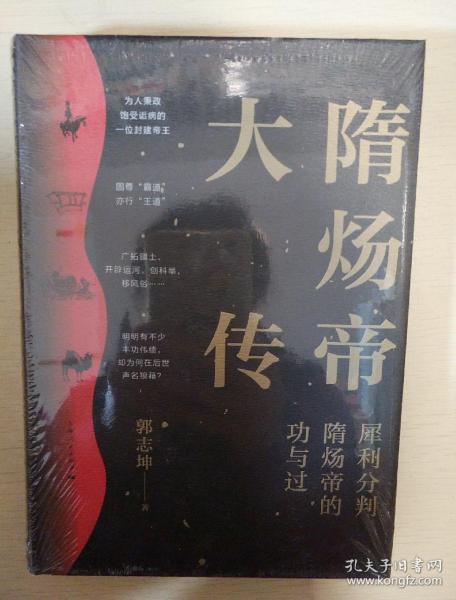 隋炀帝
大传
犀利分判
隋炀帝的
功与过
郭志坤 著
为人秉政
饱受诟病的
一位封建帝王
固尊“霸道”
亦行“王道”
广拓疆土，
开辟运河，创科举，
移风俗……
明明有不少
丰功伟绩，
却为何在后世
声名狼藉？
孔夫子旧书网
www.kongfz.com